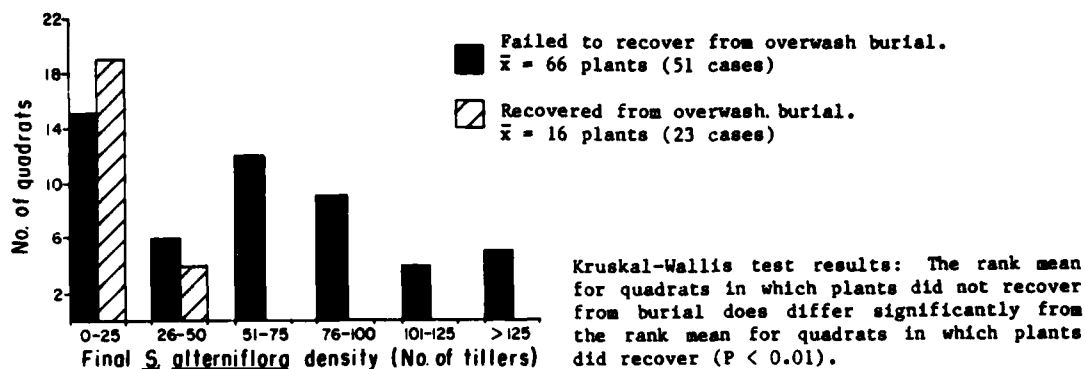 22
18
14
10
6
2
No. of quadrats
0-25 26-50 51-75 76-100 101-125 >125
Final S. alterniflora density (No. of tillers)
Failed to recover from overwash burial.
x̄ = 66 plants (51 cases)
Recovered from overwash. burial.
x̄ = 16 plants (23 cases)
Kruskal-Wallis test results: The rank mean
for quadrats in which plants did not recover
from burial does differ significantly from
the rank mean for quadrats in which plants
did recover (P < 0.01).